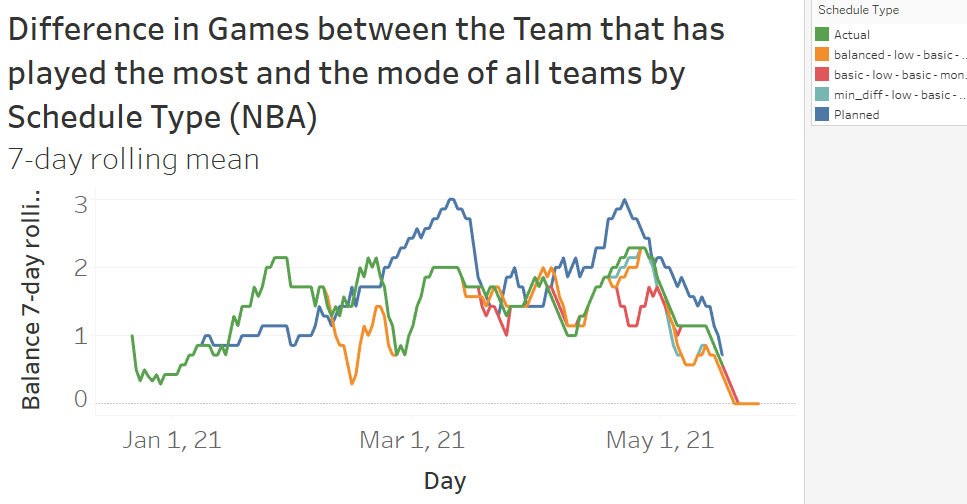 Difference in Games between the Team that has
played the most and the mode of all teams by
Schedule Type (NBA)
7-day rolling mean
Schedule Type
Actual
balanced - low - basic - ..
basic - low - basic - mon.
min_diff - low - basic - ..
Planned
Balance 7-day rolli..
3
2
1
0
Jan 1, 21
Mar 1, 21
May 1, 21
Day